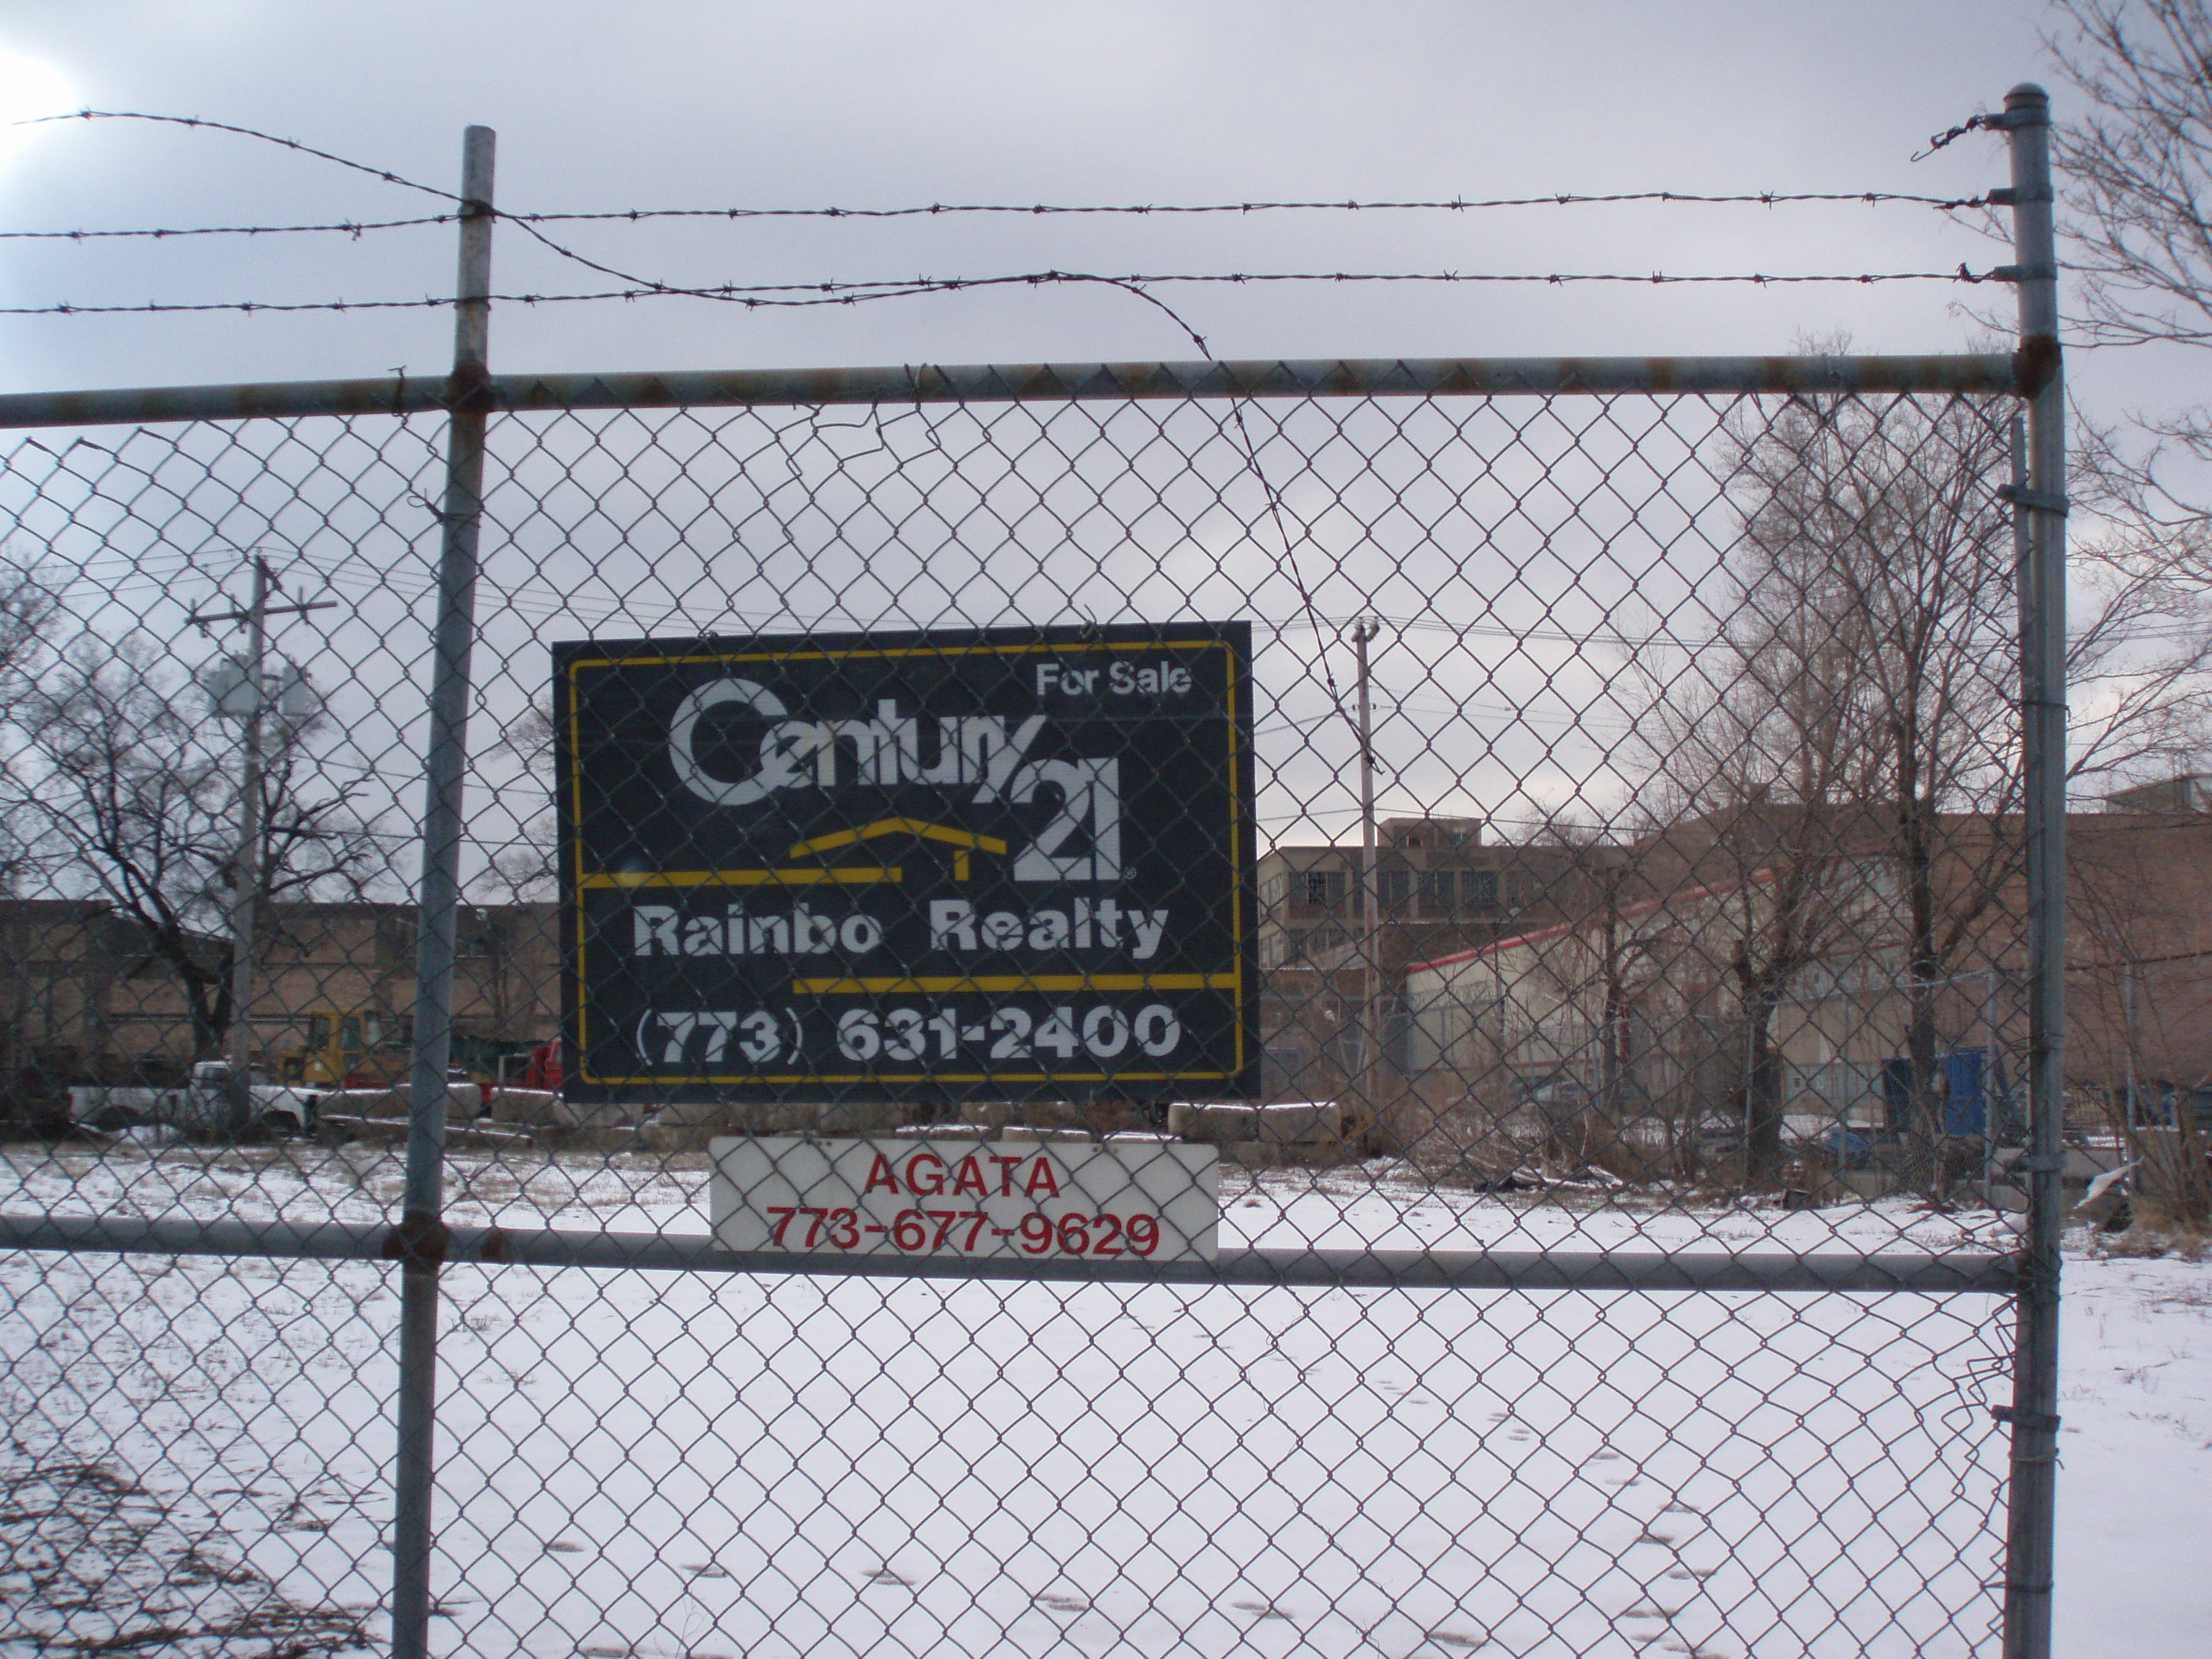 For Sale
Century 21®
Rainbo Realty
(773) 631-2400
AGATA
773-677-9629